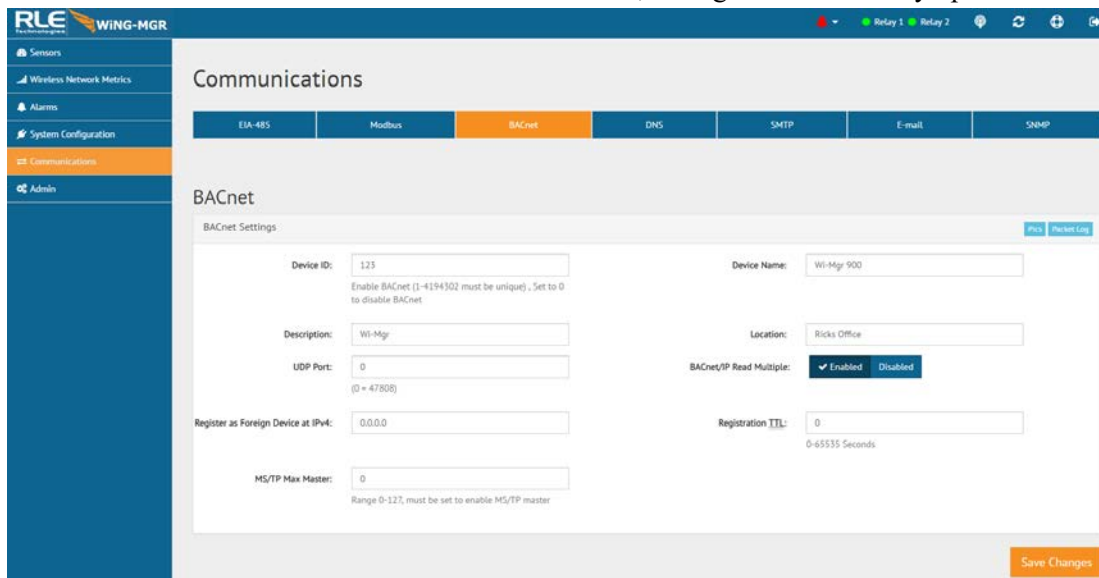 RLE WiNG-MGR
Technologies
Relay 1 Relay 2
Sensors
Wireless Network Metrics
Alarms
System Configuration
Communications
Admin
Communications
EIA-485 Modbus BACnet DNS SMTP E-mail SNMP
BACnet
BACnet Settings
Pics Packet Log
Device ID: 123
Enable BACnet (1-4194302 must be unique) , Set to 0
to disable BACnet
Device Name: Wi-Mgr 900
Description: Wi-Mgr
Location: Ricks Office
UDP Port: 0
(0 = 47808)
BACnet/IP Read Multiple: ✔ Enabled Disabled
Register as Foreign Device at IPv4: 0.0.0.0
Registration TTL: 0
0-65535 Seconds
MS/TP Max Master: 0
Range 0-127, must be set to enable MS/TP master
Save Changes